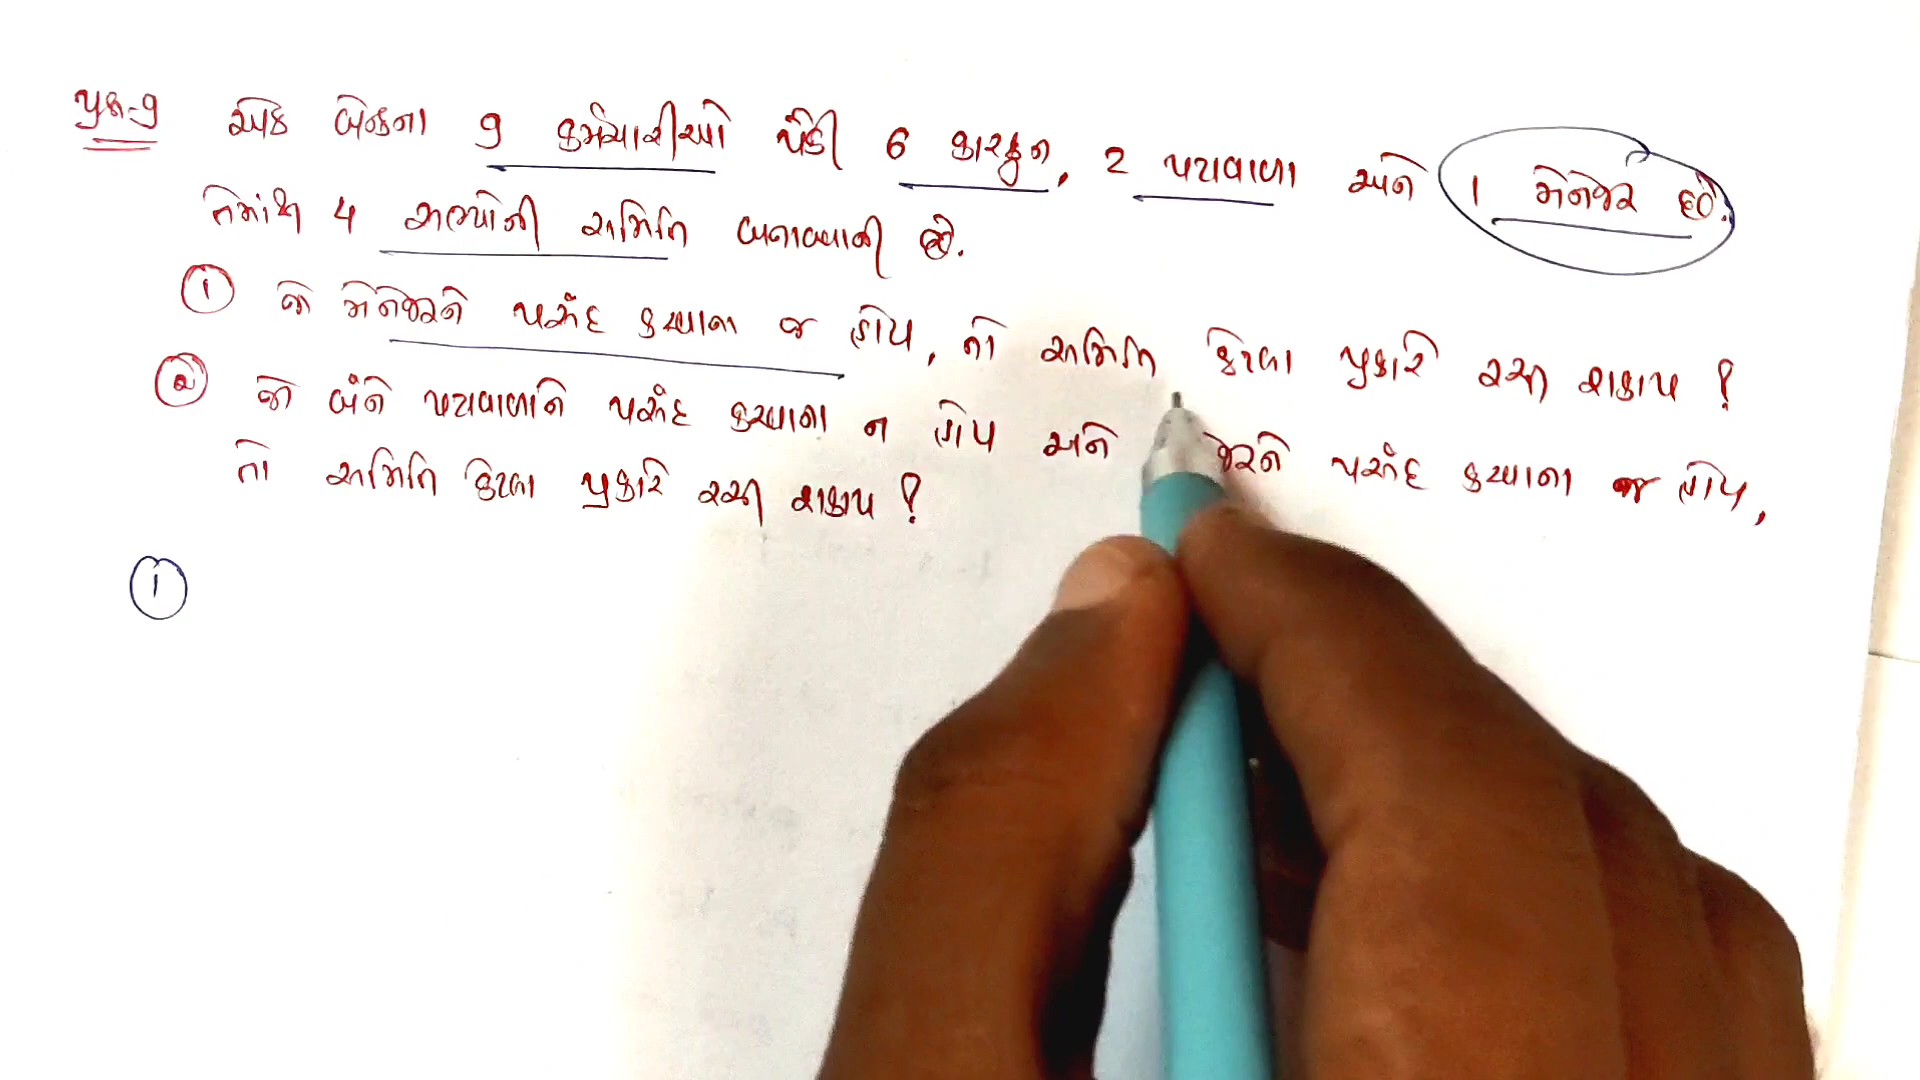 પ્રશ્ન-9 એક બેન્કના 9 કર્મચારીઓ પૈકી 6 કારકુન, 2 પટાવાળા અને 1 મેનેજર છે.
તેમાંથી 4 સભ્યોની સમિતિ બનાવવાની છે.
① જો મેનેજરને પસંદ કરવાના જ હોય, તો સમિતિ કેટલા પ્રકારે રચી શકાય ?
② જો બંને પટાવાળાને પસંદ કરવાના ન હોય અને જરને પસંદ કરવાના જ હોય,
તો સમિતિ કેટલા પ્રકારે રચી શકાય ?
①